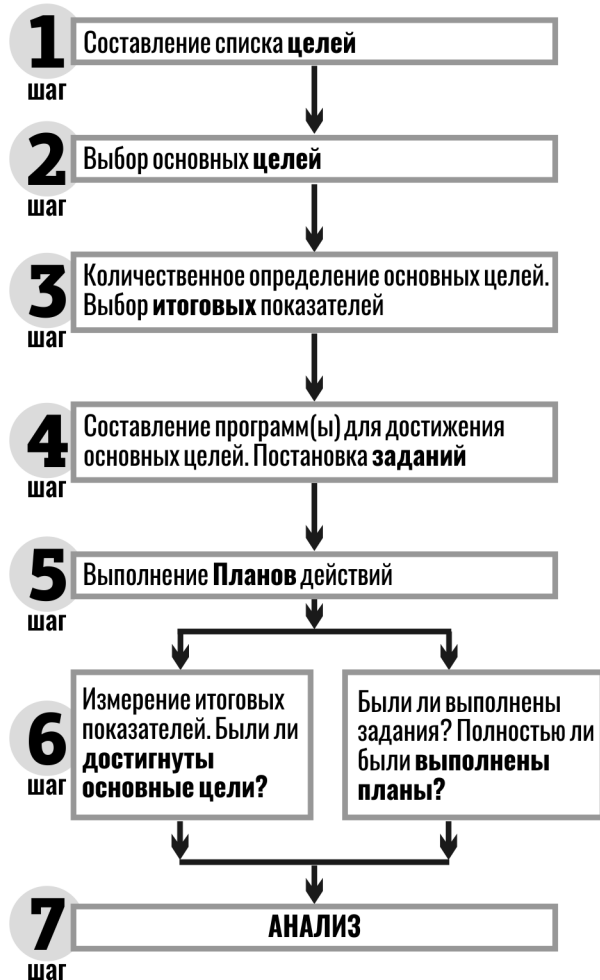 1
шаг
Составление списка целей
2
шаг
Выбор основных целей
3
шаг
Количественное определение основных целей.
Выбор итоговых показателей
4
шаг
Составление программ(ы) для достижения
основных целей. Постановка заданий
5
шаг
Выполнение Планов действий
6
шаг
Измерение итоговых
показателей. Были ли
достигнуты
основные цели?
Были ли выполнены
задания? Полностью ли
были выполнены
планы?
7
шаг
АНАЛИЗ